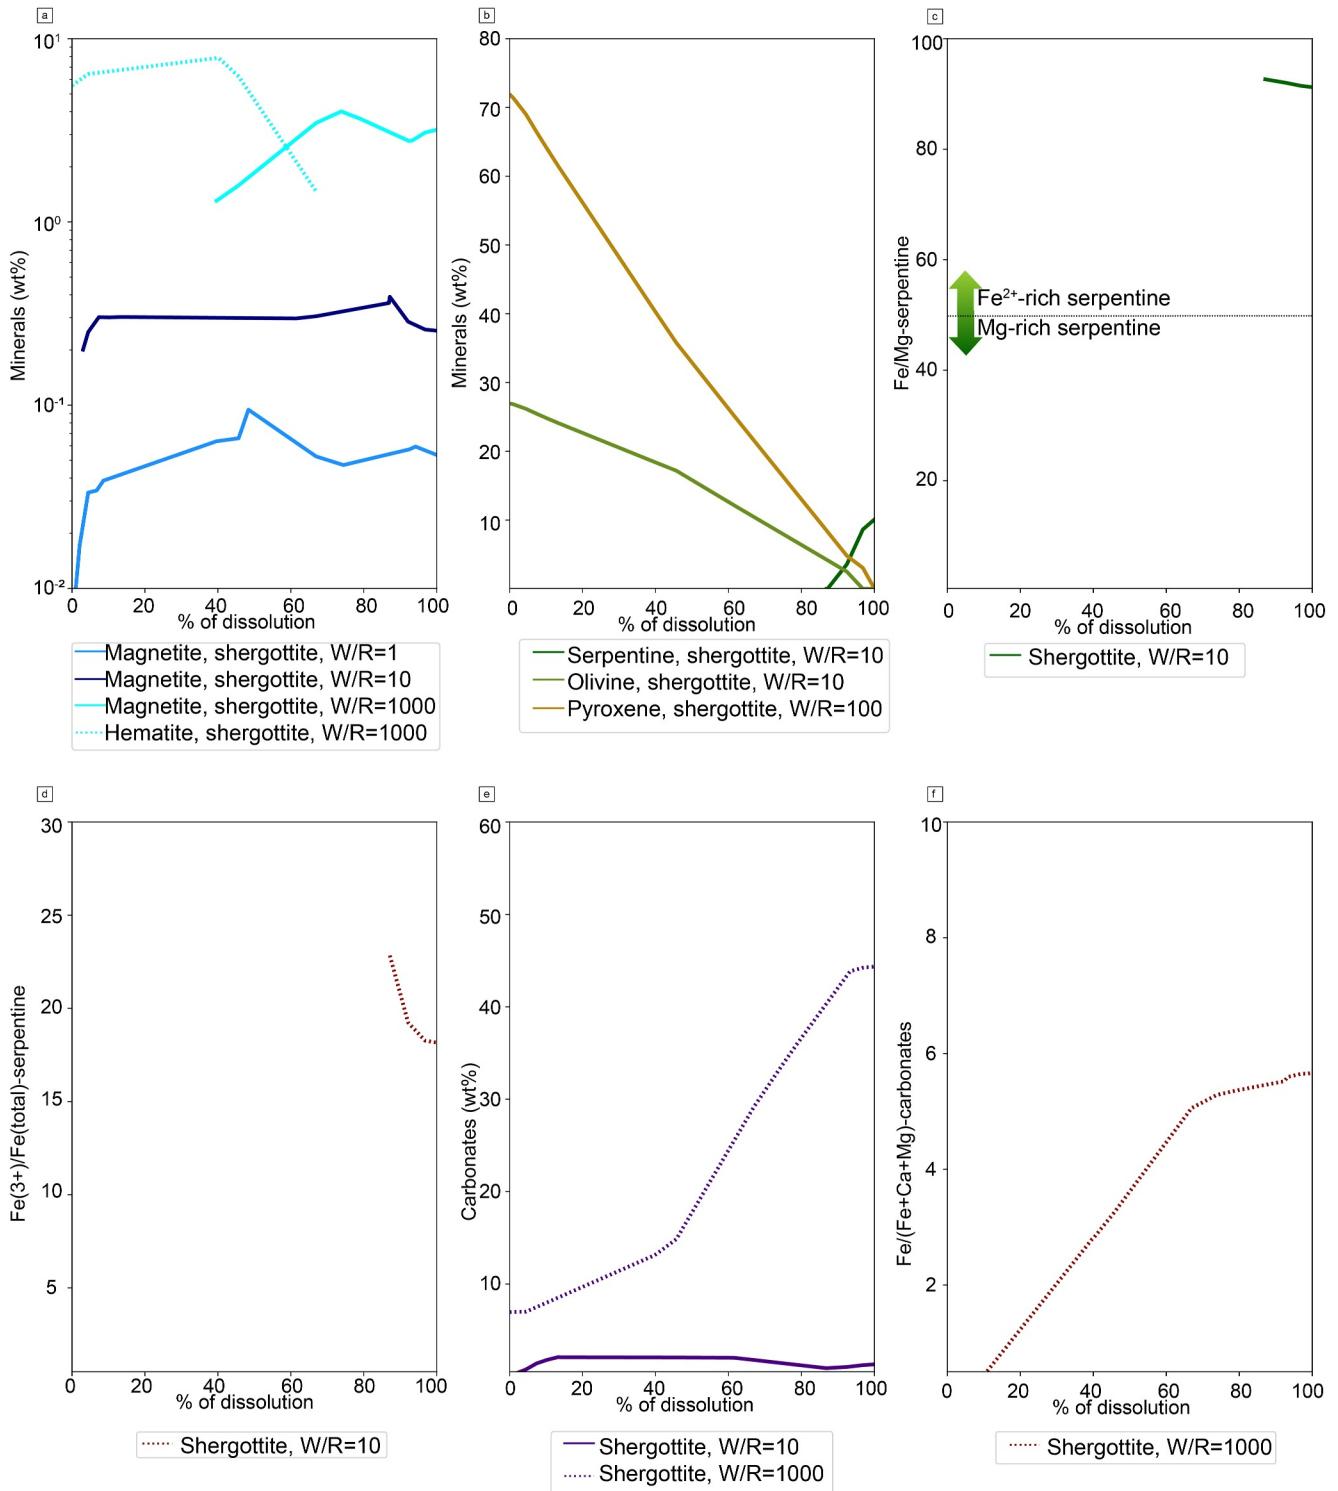 a
10¹
10⁰
10⁻¹
10⁻²
Minerals (wt%)
0 20 40 60 80 100
% of dissolution
Magnetite, shergottite, W/R=1
Magnetite, shergottite, W/R=10
Magnetite, shergottite, W/R=1000
Hematite, shergottite, W/R=1000
b
80
70
60
50
40
30
20
10
Minerals (wt%)
0 20 40 60 80 100
% of dissolution
Serpentine, shergottite, W/R=10
Olivine, shergottite, W/R=10
Pyroxene, shergottite, W/R=100
c
100
80
60
40
20
Fe/Mg-serpentine
Fe²⁺-rich serpentine
Mg-rich serpentine
0 20 40 60 80 100
% of dissolution
Shergottite, W/R=10
d
30
25
20
15
10
5
Fe(3+)/Fe(total)-serpentine
0 20 40 60 80 100
% of dissolution
Shergottite, W/R=10
e
60
50
40
30
20
10
Carbonates (wt%)
0 20 40 60 80 100
% of dissolution
Shergottite, W/R=10
Shergottite, W/R=1000
f
10
8
6
4
2
Fe/(Fe+Ca+Mg)-carbonates
0 20 40 60 80 100
% of dissolution
Shergottite, W/R=1000